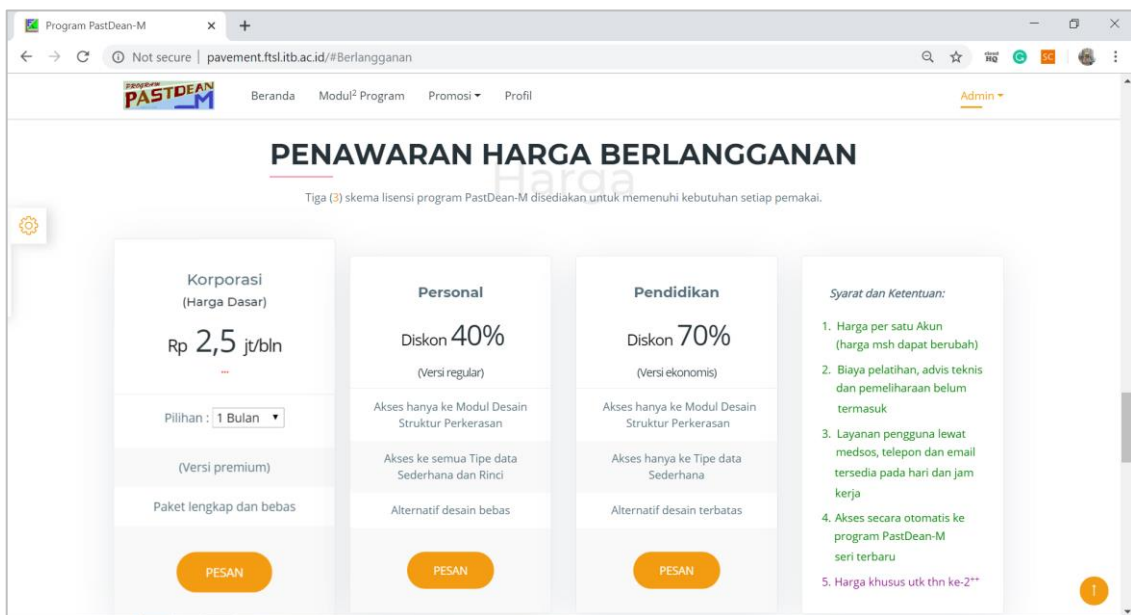 Program PastDean-M
Not secure | pavement.ftsl.itb.ac.id/#Berlangganan
PROGRAM
PASTDEAN
M
Beranda Modul² Program Promosi Profil
Admin
PENAWARAN HARGA BERLANGGANAN
Harga
Tiga (3) skema lisensi program PastDean-M disediakan untuk memenuhi kebutuhan setiap pemakai.
Korporasi
(Harga Dasar)
Rp 2,5 jt/bln
...
Pilihan : 1 Bulan
(Versi premium)
Paket lengkap dan bebas
PESAN
Personal
Diskon 40%
(Versi regular)
Akses hanya ke Modul Desain
Struktur Perkerasan
Akses ke semua Tipe data
Sederhana dan Rinci
Alternatif desain bebas
PESAN
Pendidikan
Diskon 70%
(Versi ekonomis)
Akses hanya ke Modul Desain
Struktur Perkerasan
Akses hanya ke Tipe data
Sederhana
Alternatif desain terbatas
PESAN
Syarat dan Ketentuan:
1. Harga per satu Akun
(harga msh dapat berubah)
2. Biaya pelatihan, advis teknis
dan pemeliharaan belum
termasuk
3. Layanan pengguna lewat
medsos, telepon dan email
tersedia pada hari dan jam
kerja
4. Akses secara otomatis ke
program PastDean-M
seri terbaru
5. Harga khusus utk thn ke-2⁺⁺